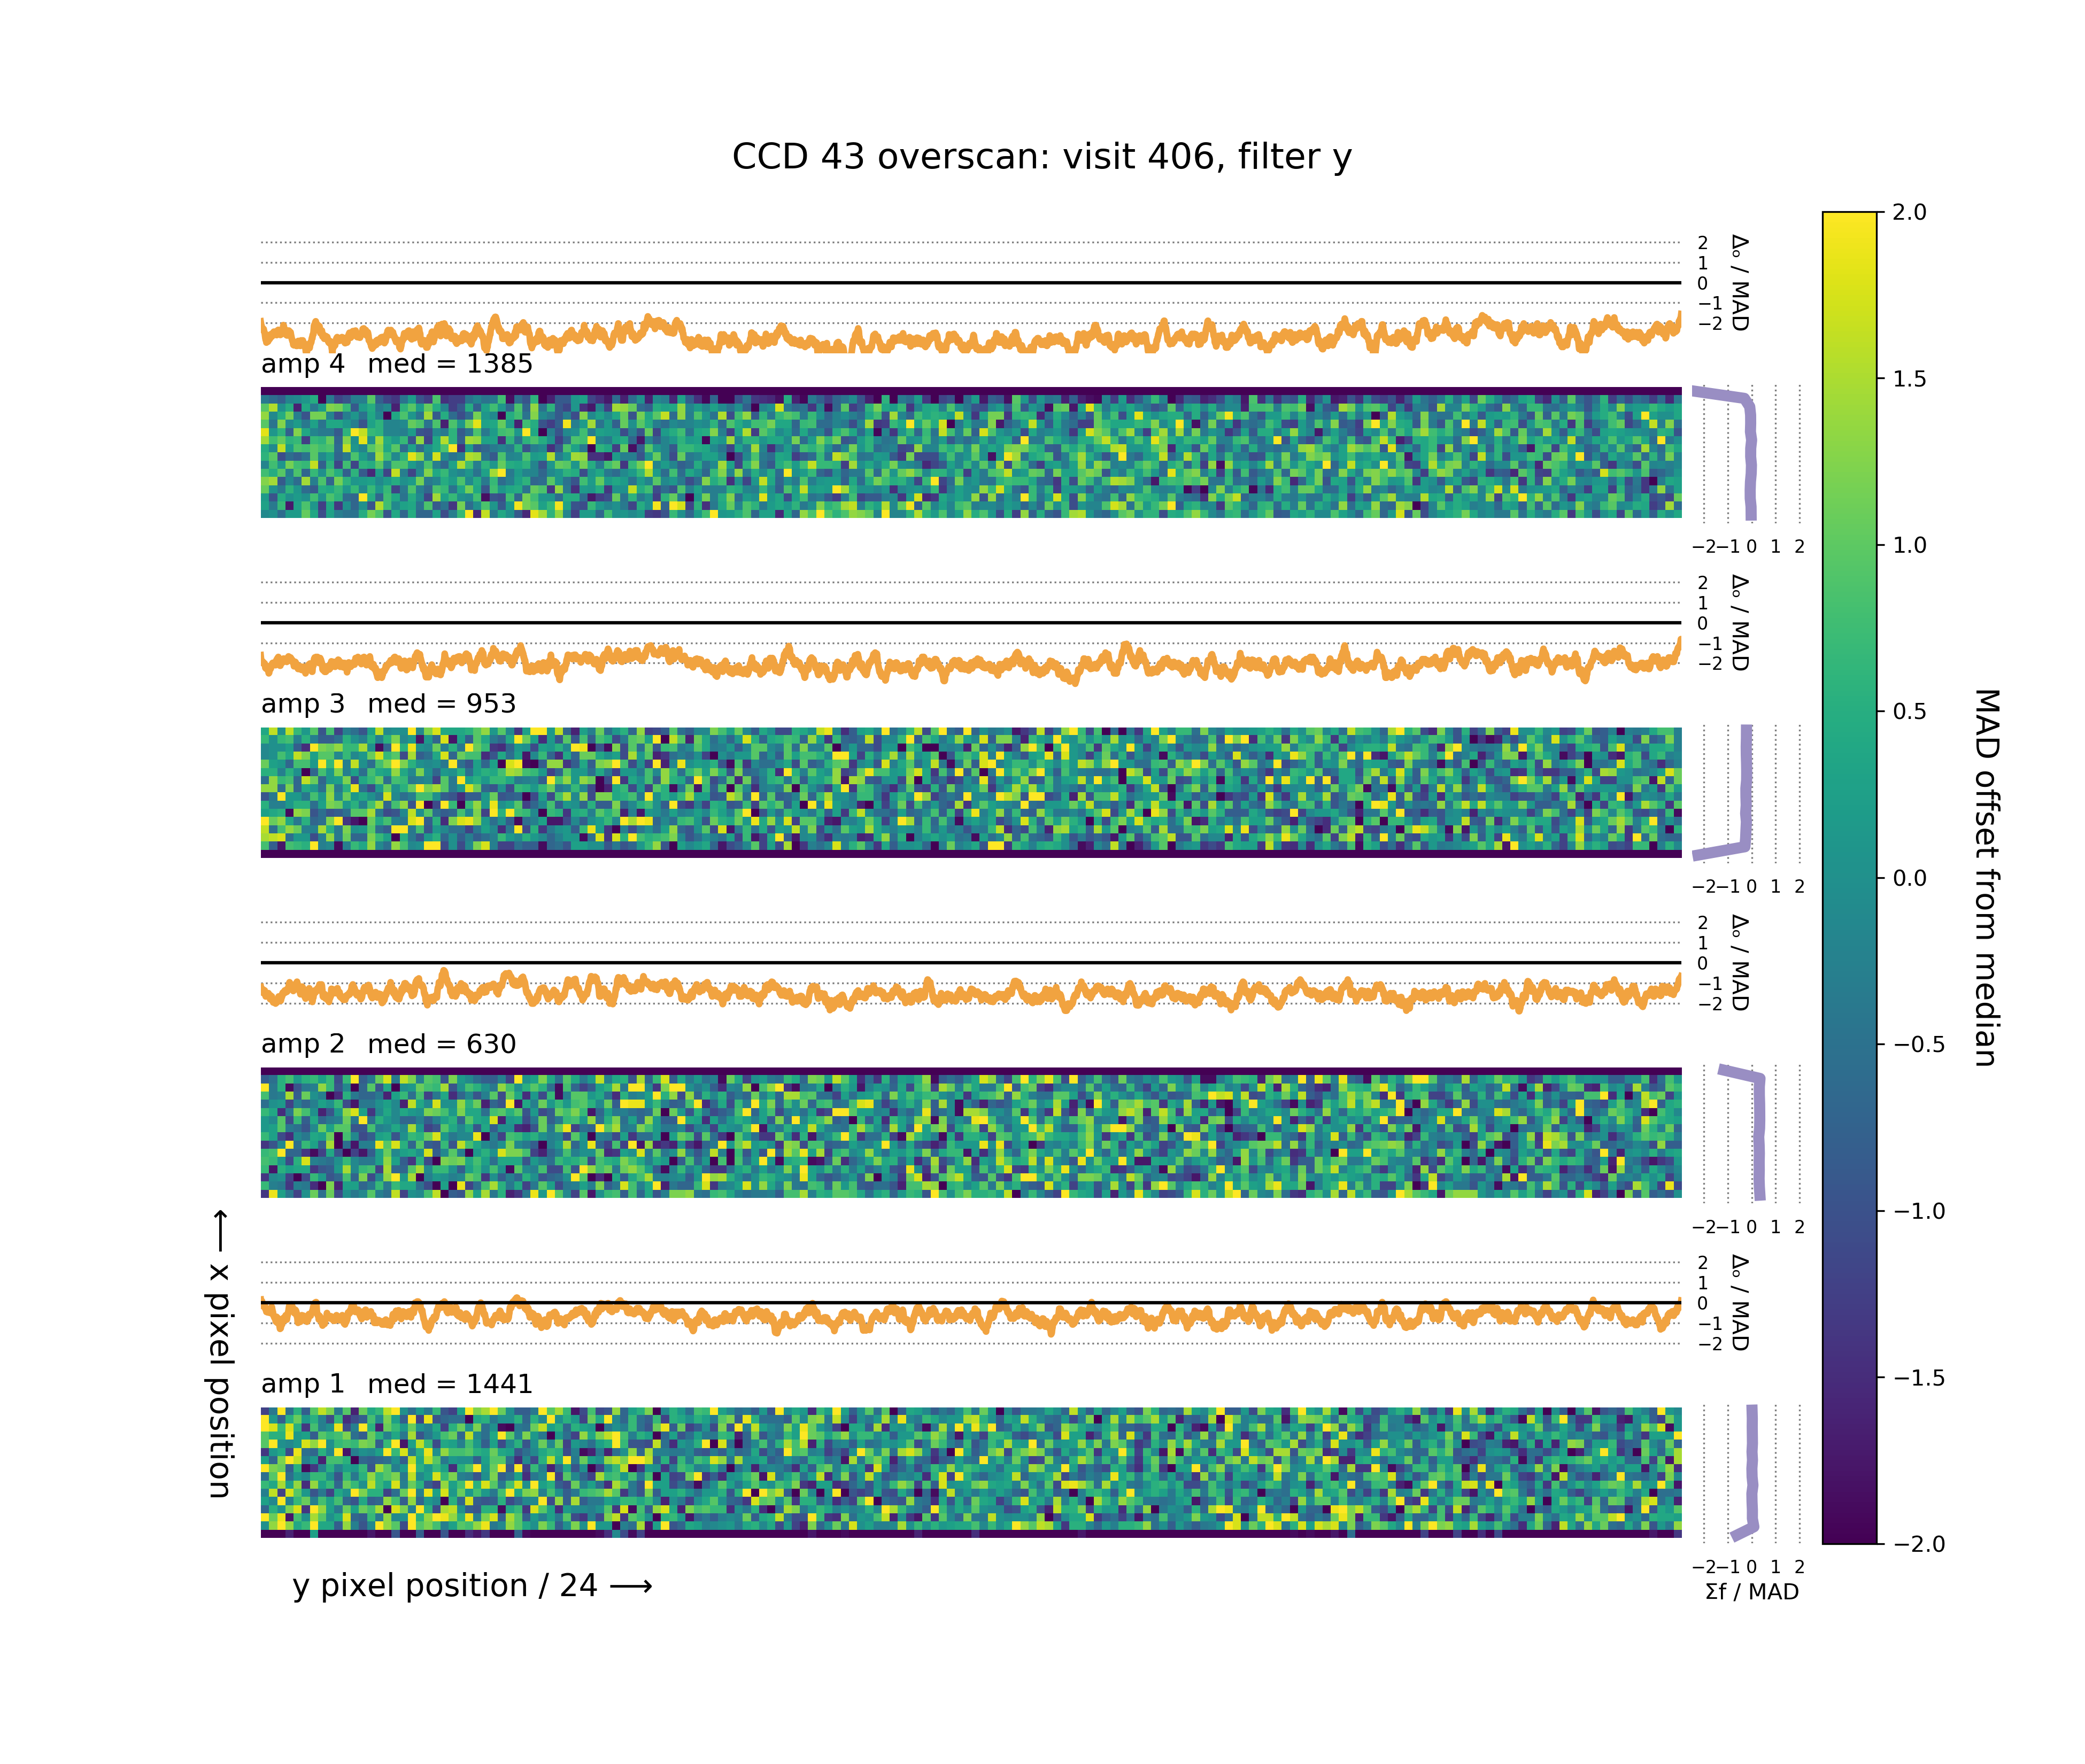 CCD 43 overscan: visit 406, filter y
2
1
0
−1
−2
Δₒ / MAD
amp 4 med = 1385
−2 −1 0 1 2
2
1
0
−1
−2
Δₒ / MAD
amp 3 med = 953
−2 −1 0 1 2
2
1
0
−1
−2
Δₒ / MAD
amp 2 med = 630
−2 −1 0 1 2
2
1
0
−1
−2
Δₒ / MAD
amp 1 med = 1441
−2 −1 0 1 2
Σf / MAD
x pixel position ⟶
y pixel position / 24 ⟶
2.0
1.5
1.0
0.5
0.0
−0.5
−1.0
−1.5
−2.0
MAD offset from median